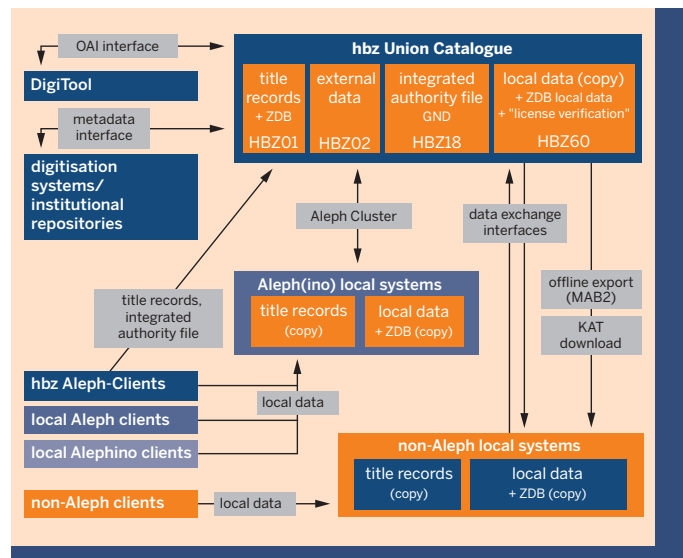 OAI interface
DigiTool
metadata
interface
digitisation
systems/
institutional
repositories
hbz Union Catalogue
title
records
+ ZDB
HBZ01
external
data
HBZ02
integrated
authority file
GND
HBZ18
local data (copy)
+ ZDB local data
+ "license verification"
HBZ60
Aleph Cluster
data exchange
interfaces
title records,
integrated
authority file
Aleph(ino) local systems
title records
(copy)
local data
+ ZDB (copy)
offline export
(MAB2)
KAT
download
hbz Aleph-Clients
local Aleph clients
local Alephino clients
local data
non-Aleph clients
local data
non-Aleph local systems
title records
(copy)
local data
+ ZDB (copy)